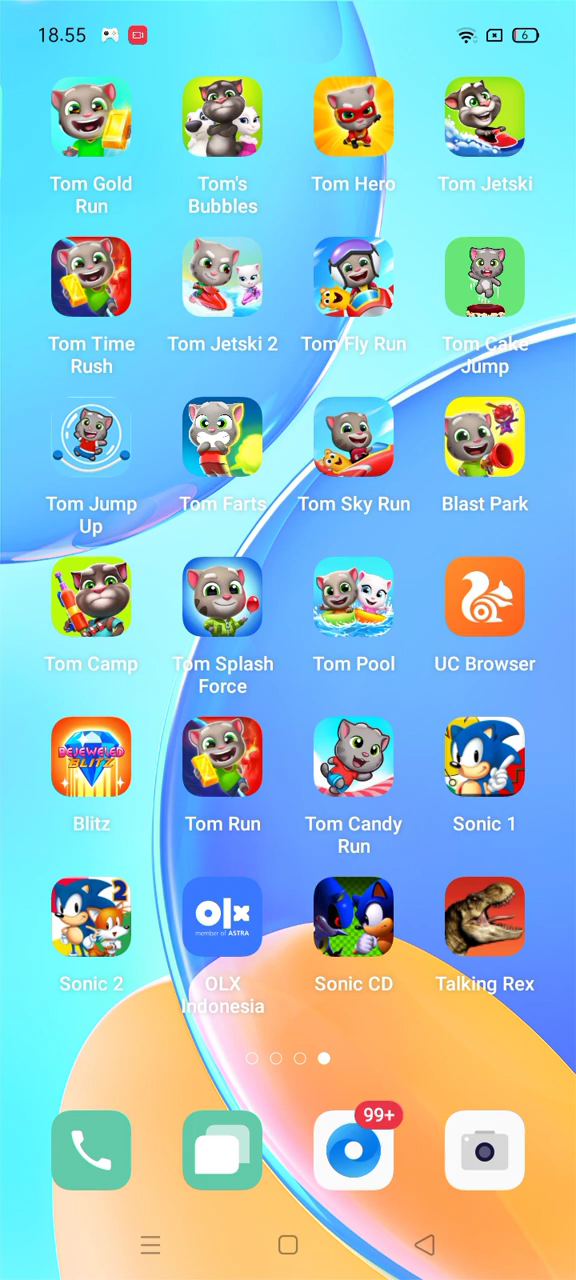 18.55
6
Tom Gold
Run
Tom's
Bubbles
Tom Hero
Tom Jetski
Tom Time
Rush
Tom Jetski 2
Tom Fly Run
Tom Cake
Jump
Tom Jump
Up
Tom Farts
Tom Sky Run
Blast Park
Tom Camp
Tom Splash
Force
Tom Pool
UC Browser
BEJEWELED
BLITZ
Blitz
Tom Run
Tom Candy
Run
Sonic 1
2
Sonic 2
olx
member of ASTRA
OLX
Indonesia
Sonic CD
Talking Rex
99+